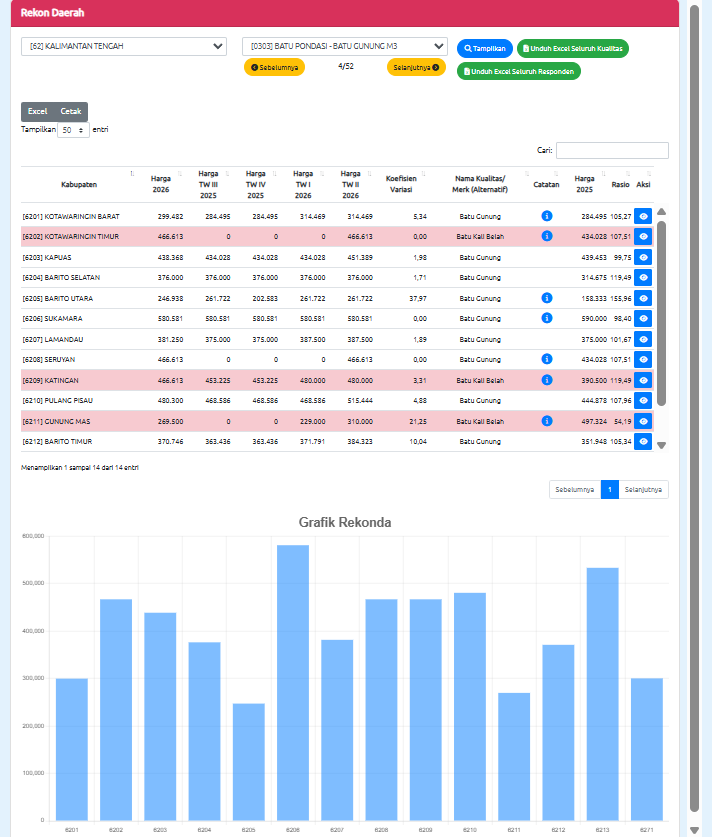 Rekon Daerah
[62] KALIMANTAN TENGAH
[0303] BATU PONDASI - BATU GUNUNG M3
Tampilkan
Unduh Excel Seluruh Kualitas
Sebelumnya
4/52
Selanjutnya
Unduh Excel Seluruh Responden
Excel Cetak
Tampilkan 50 entri
Cari:
Kabupaten Harga 2026 Harga TW III 2025 Harga TW IV 2025 Harga TW I 2026 Harga TW II 2026 Koefisien Variasi Nama Kualitas/ Merk (Alternatif) Catatan Harga 2025 Rasio Aksi
[6201] KOTAWARINGIN BARAT 299.482 284.495 284.495 314.469 314.469 5,34 Batu Gunung 284.495 105,27
[6202] KOTAWARINGIN TIMUR 466.613 0 0 0 466.613 0,00 Batu Kali Belah 434.028 107,51
[6203] KAPUAS 438.368 434.028 434.028 434.028 451.389 1,98 Batu Gunung 439.453 99,75
[6204] BARITO SELATAN 376.000 376.000 376.000 376.000 376.000 1,71 Batu Gunung 314.675 119,49
[6205] BARITO UTARA 246.938 261.722 202.583 261.722 261.722 37,97 Batu Gunung 158.333 155,96
[6206] SUKAMARA 580.581 580.581 580.581 580.581 580.581 0,00 Batu Gunung 590.000 98,40
[6207] LAMANDAU 381.250 375.000 375.000 387.500 387.500 1,89 Batu Gunung 375.000 101,67
[6208] SERUYAN 466.613 0 0 0 466.613 0,00 Batu Gunung 434.028 107,51
[6209] KATINGAN 466.613 453.225 453.225 480.000 480.000 3,31 Batu Kali Belah 390.500 119,49
[6210] PULANG PISAU 480.300 468.586 468.586 468.586 515.444 4,88 Batu Gunung 444.878 107,96
[6211] GUNUNG MAS 269.500 0 0 229.000 310.000 21,25 Batu Kali Belah 497.324 54,19
[6212] BARITO TIMUR 370.746 363.436 363.436 371.791 384.323 10,04 Batu Gunung 351.948 105,34
Menampilkan 1 sampai 14 dari 14 entri
Sebelumnya 1 Selanjutnya
Grafik Rekonda
600,000
500,000
400,000
300,000
200,000
100,000
0
6201 6202 6203 6204 6205 6206 6207 6208 6209 6210 6211 6212 6213 6271